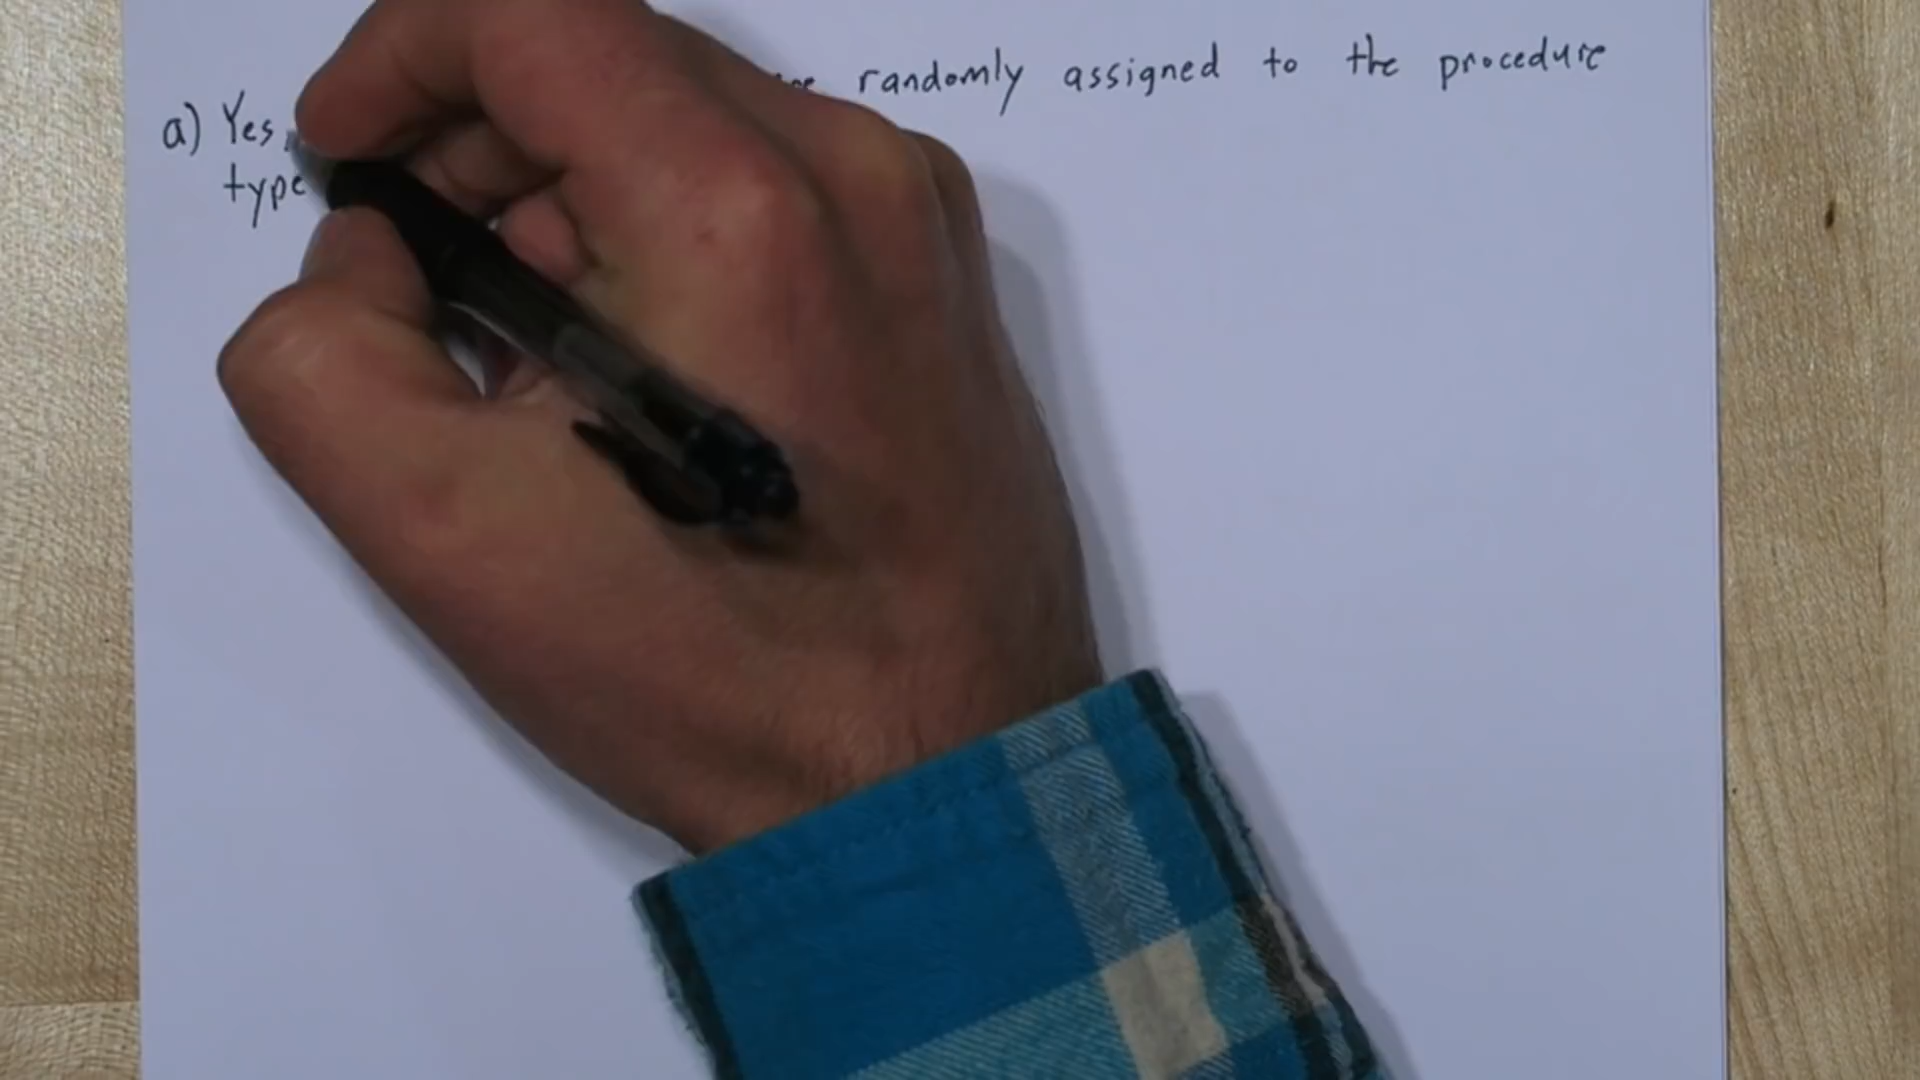 a) Yes, randomly assigned to the procedure
type